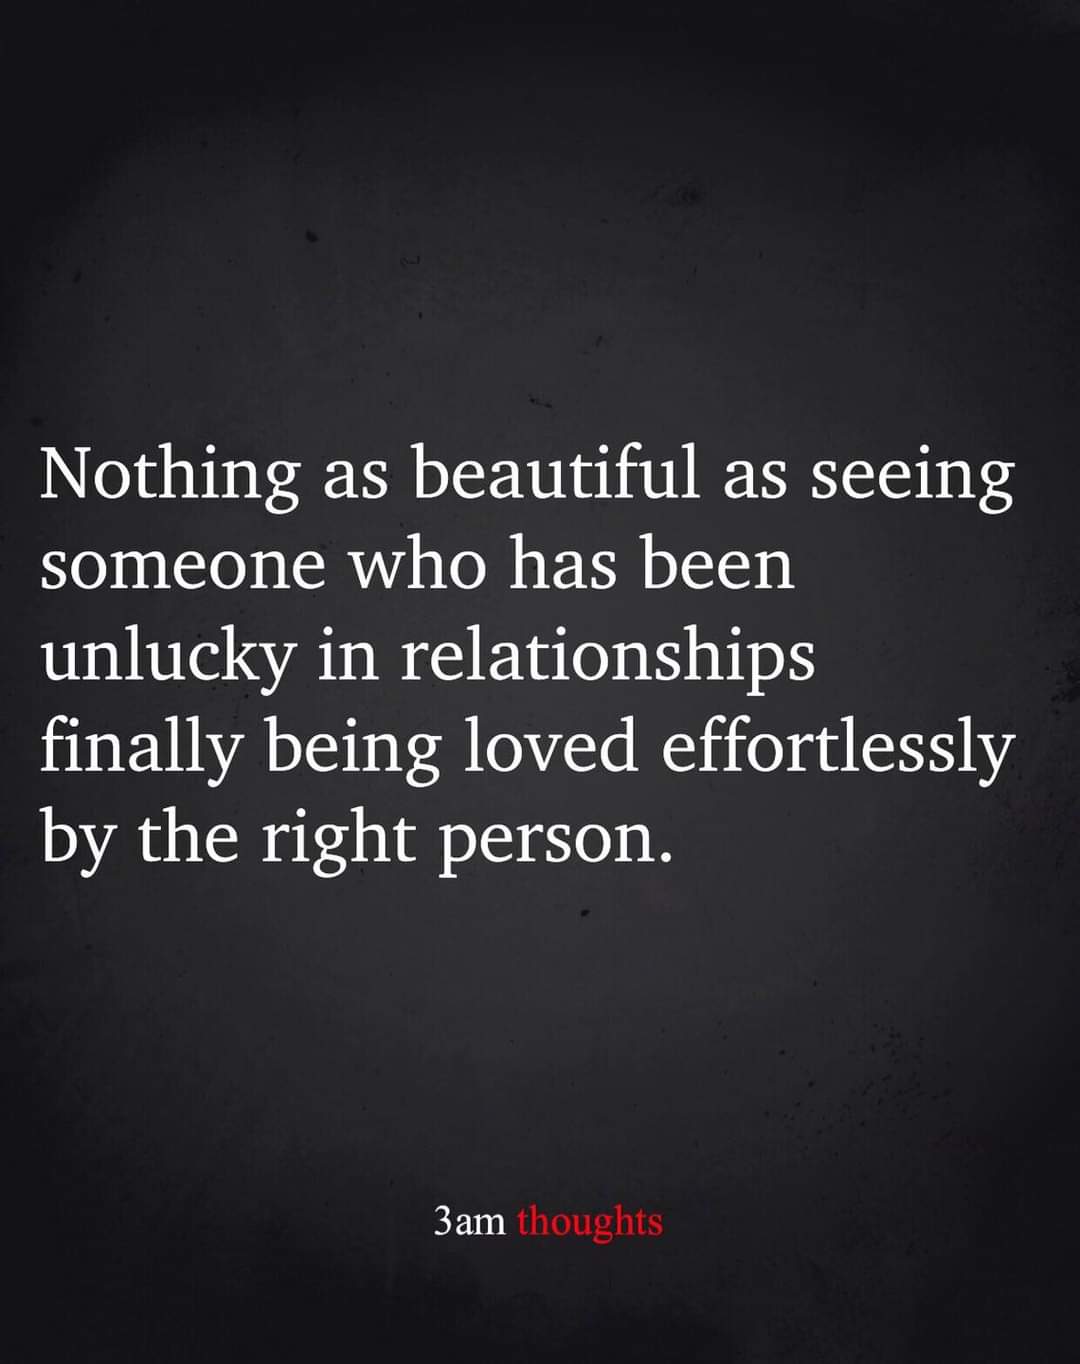 Nothing as beautiful as seeing
someone who has been
unlucky in relationships
finally being loved effortlessly
by the right person.
3am thoughts